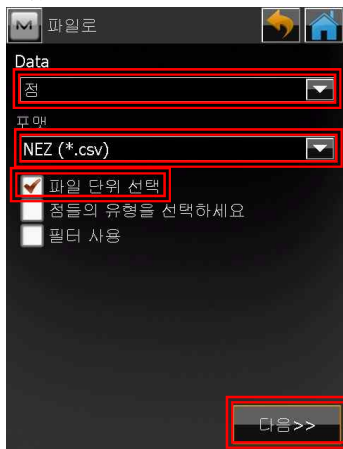 파일로
Data
점
포맷
NEZ (*.csv)
파일 단위 선택
점들의 유형을 선택하세요
필터 사용
다음>>